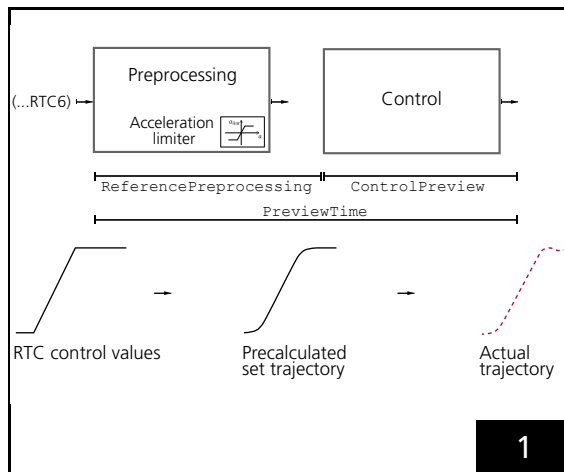 Preprocessing
(...RTC6)
Control
Acceleration
limiter
ReferencePreprocessing
ControlPreview
PreviewTime
RTC control values
Precalculated
set trajectory
Actual
trajectory
1